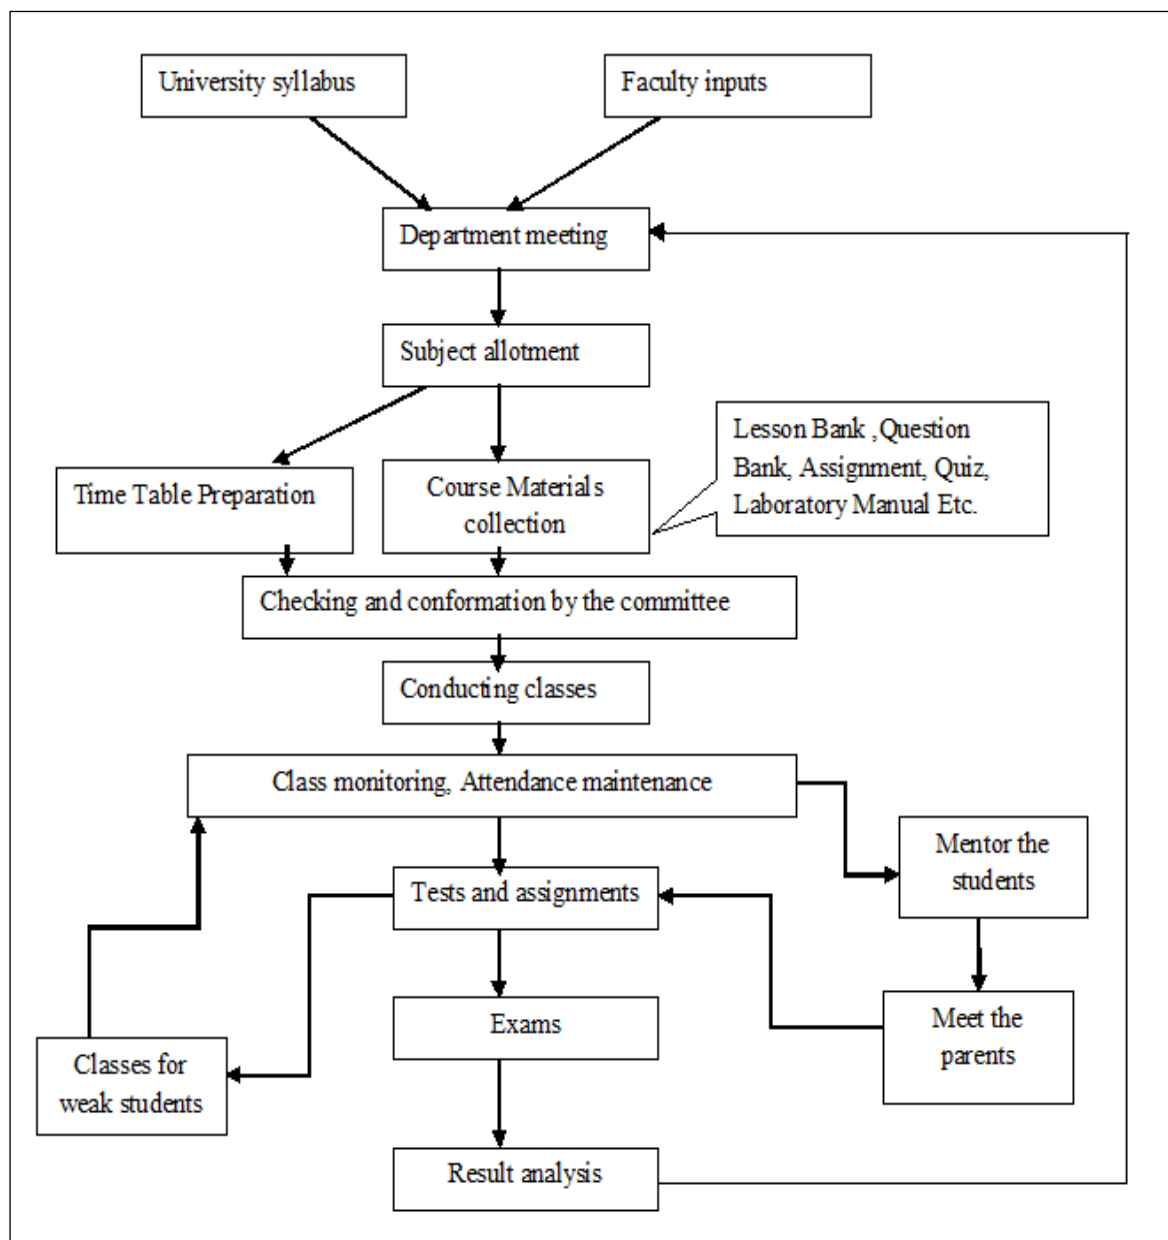 University syllabus
Faculty inputs
Department meeting
Subject allotment
Lesson Bank ,Question
Bank, Assignment, Quiz,
Laboratory Manual Etc.
Time Table Preparation
Course Materials
collection
Checking and conformation by the committee
Conducting classes
Class monitoring, Attendance maintenance
Mentor the
students
Tests and assignments
Exams
Meet the
parents
Classes for
weak students
Result analysis